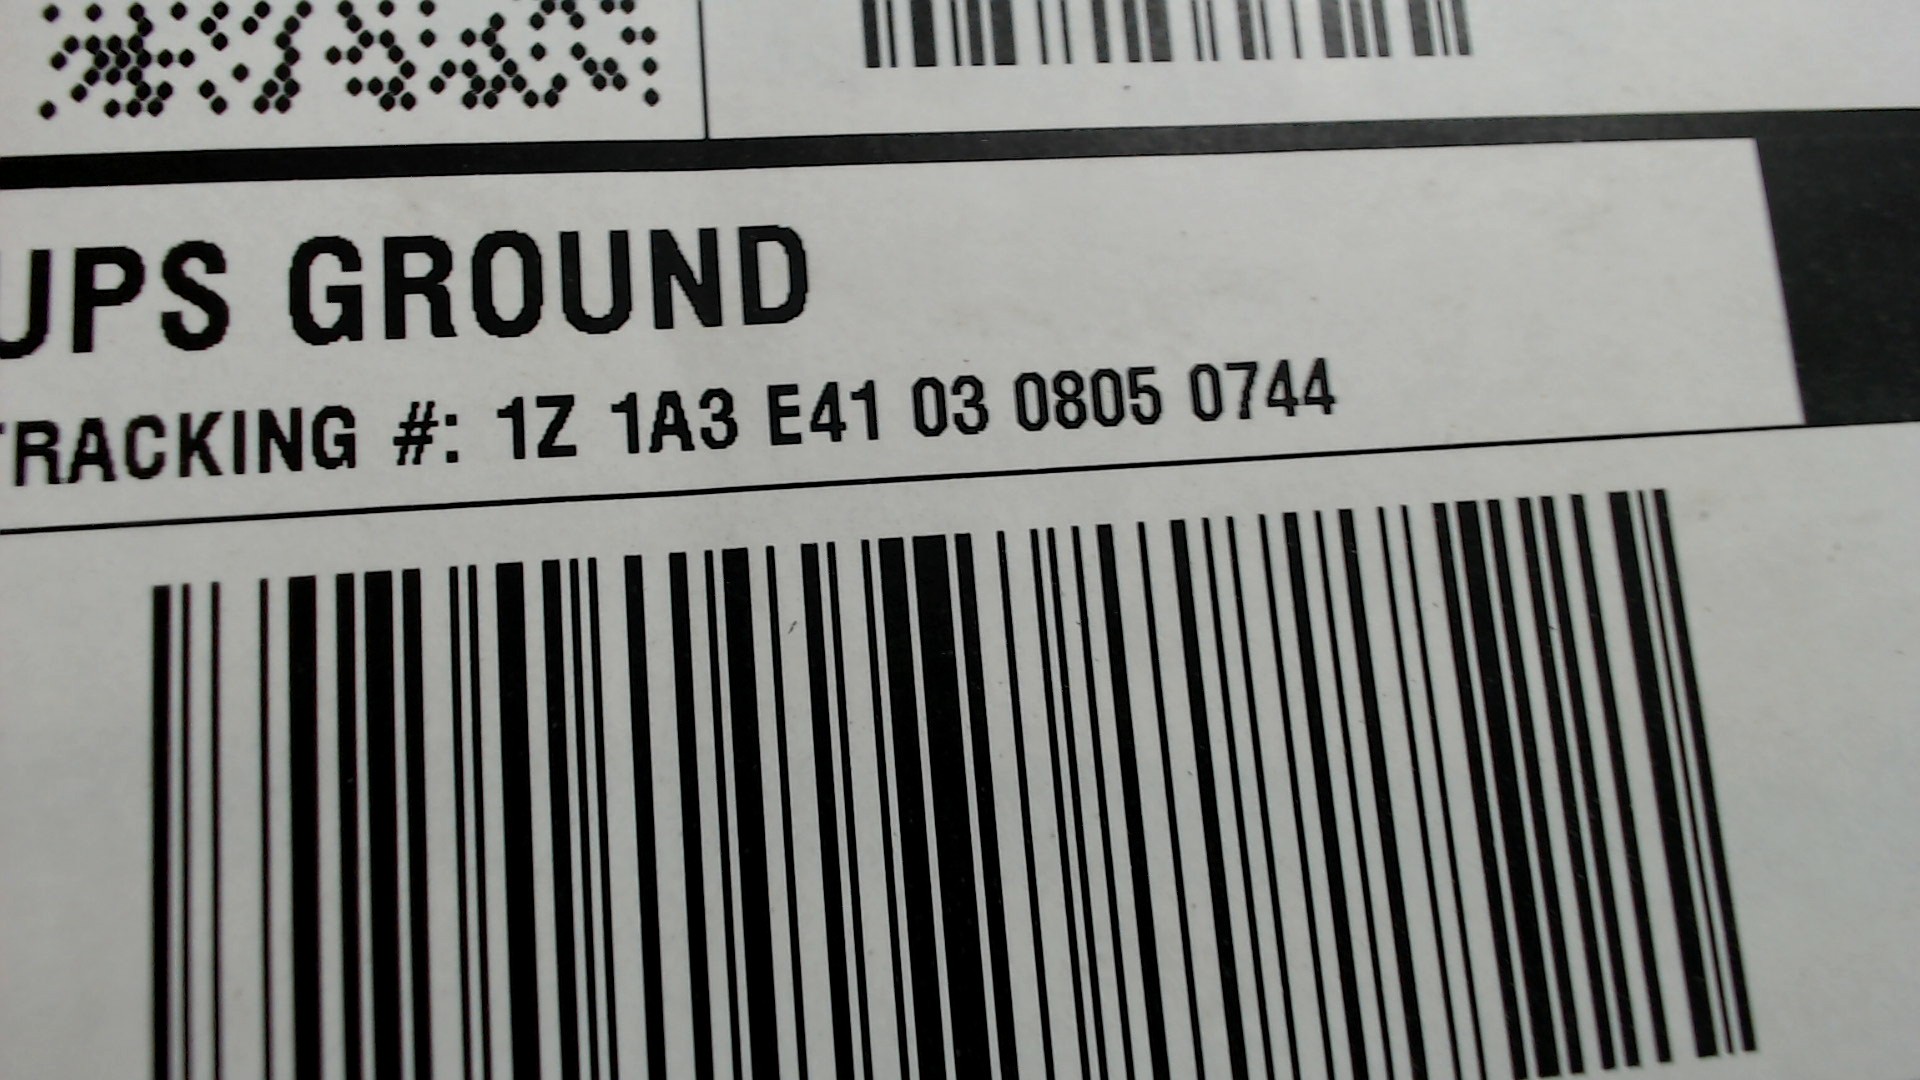 UPS GROUND
TRACKING #: 1Z 1A3 E41 03 0805 0744